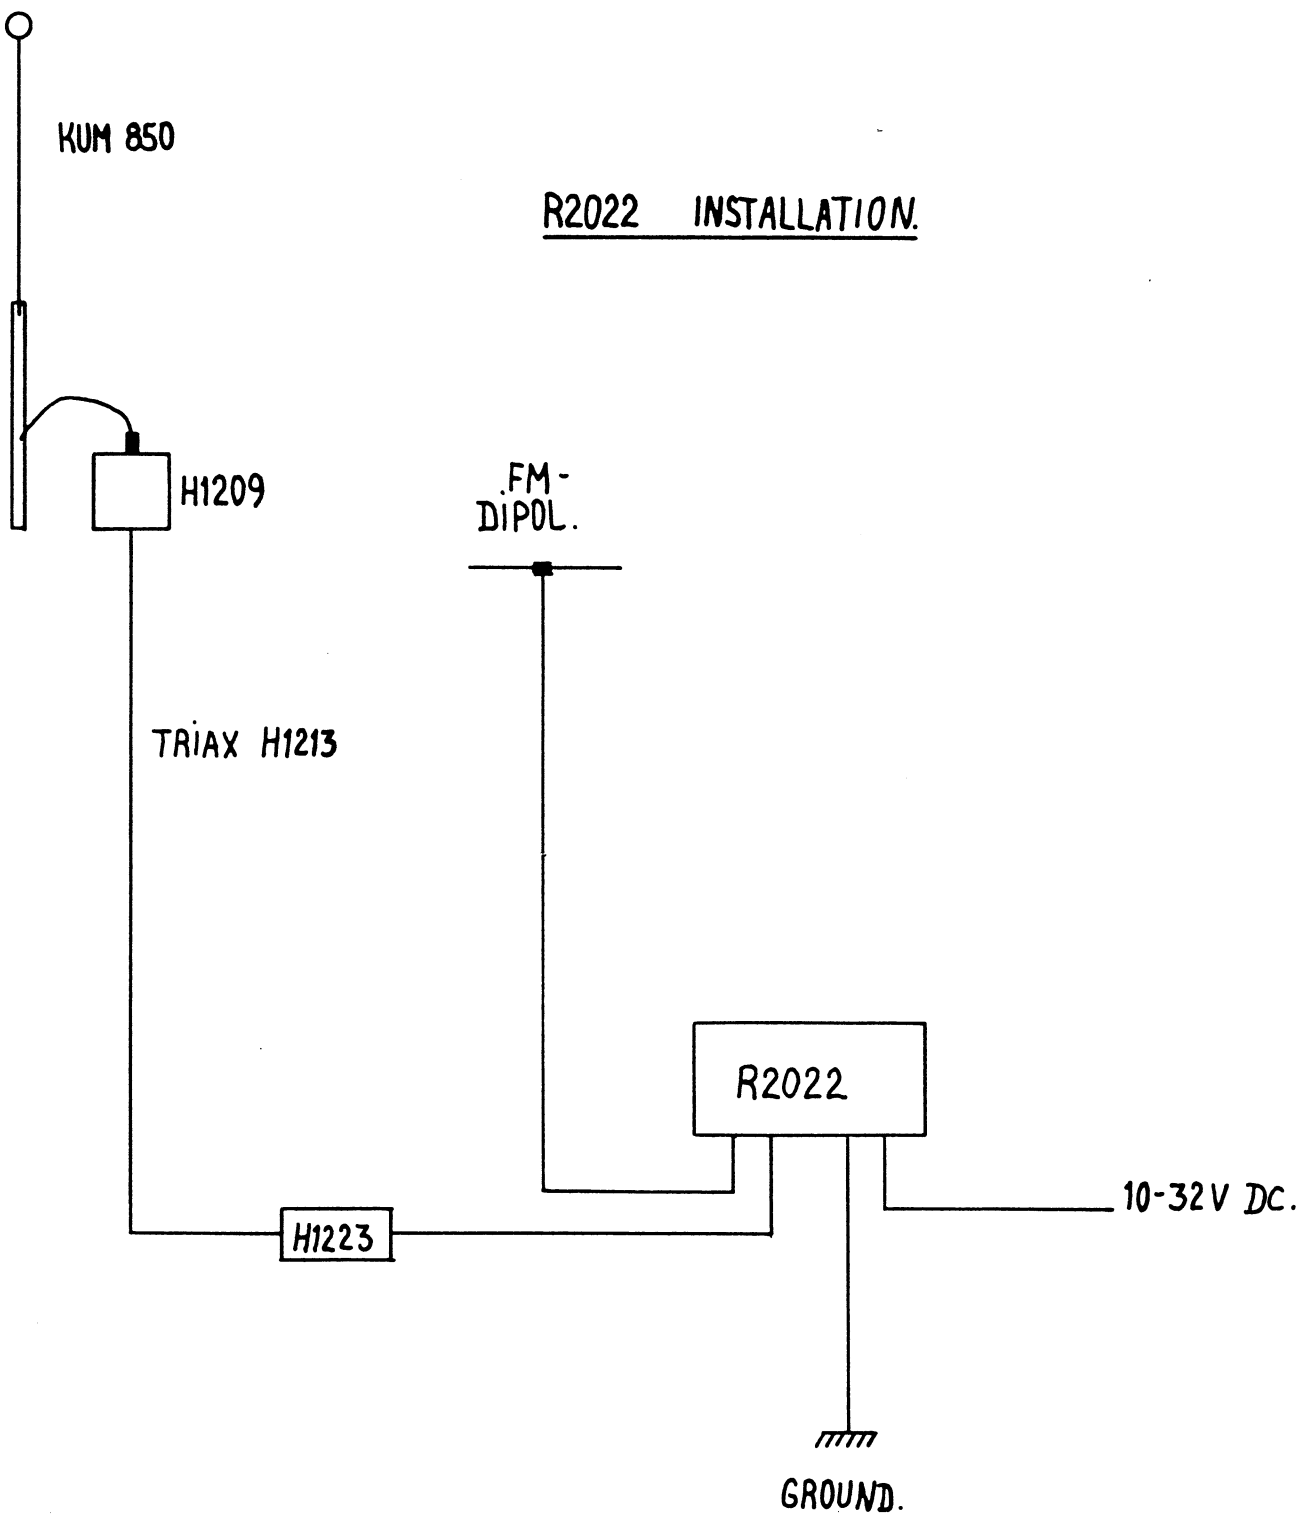 KUM 850
R2022 INSTALLATION.
H1209
.FM-
DIPOL.
TRIAX H1213
R2022
10-32V DC.
H1223
GROUND.